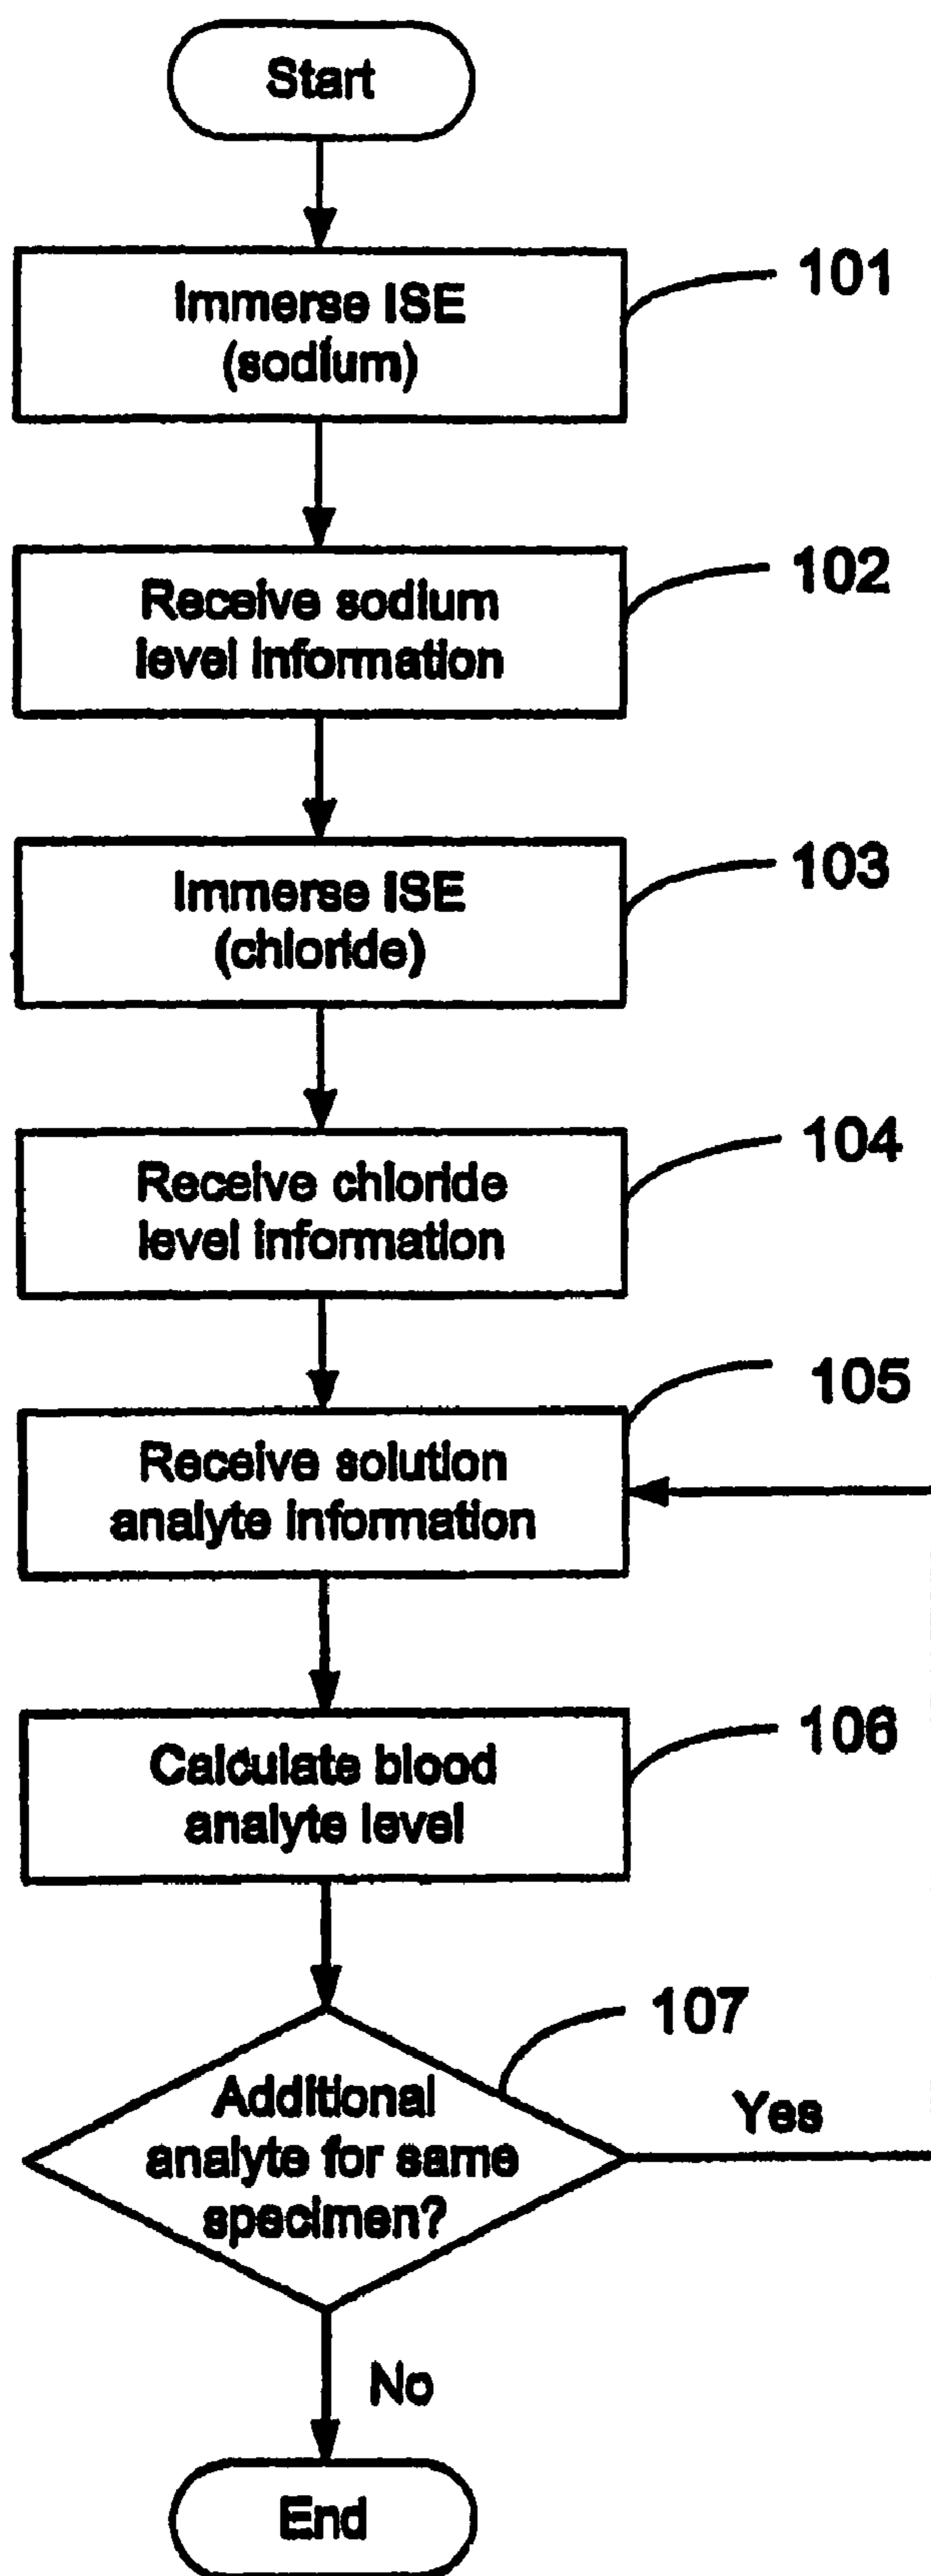 Start
Immerse ISE
(sodium)
101
Receive sodium
level information
102
Immerse ISE
(chloride)
103
Receive chloride
level information
104
Receive solution
analyte information
105
Calculate blood
analyte level
106
Additional
analyte for same
specimen?
107
Yes
No
End